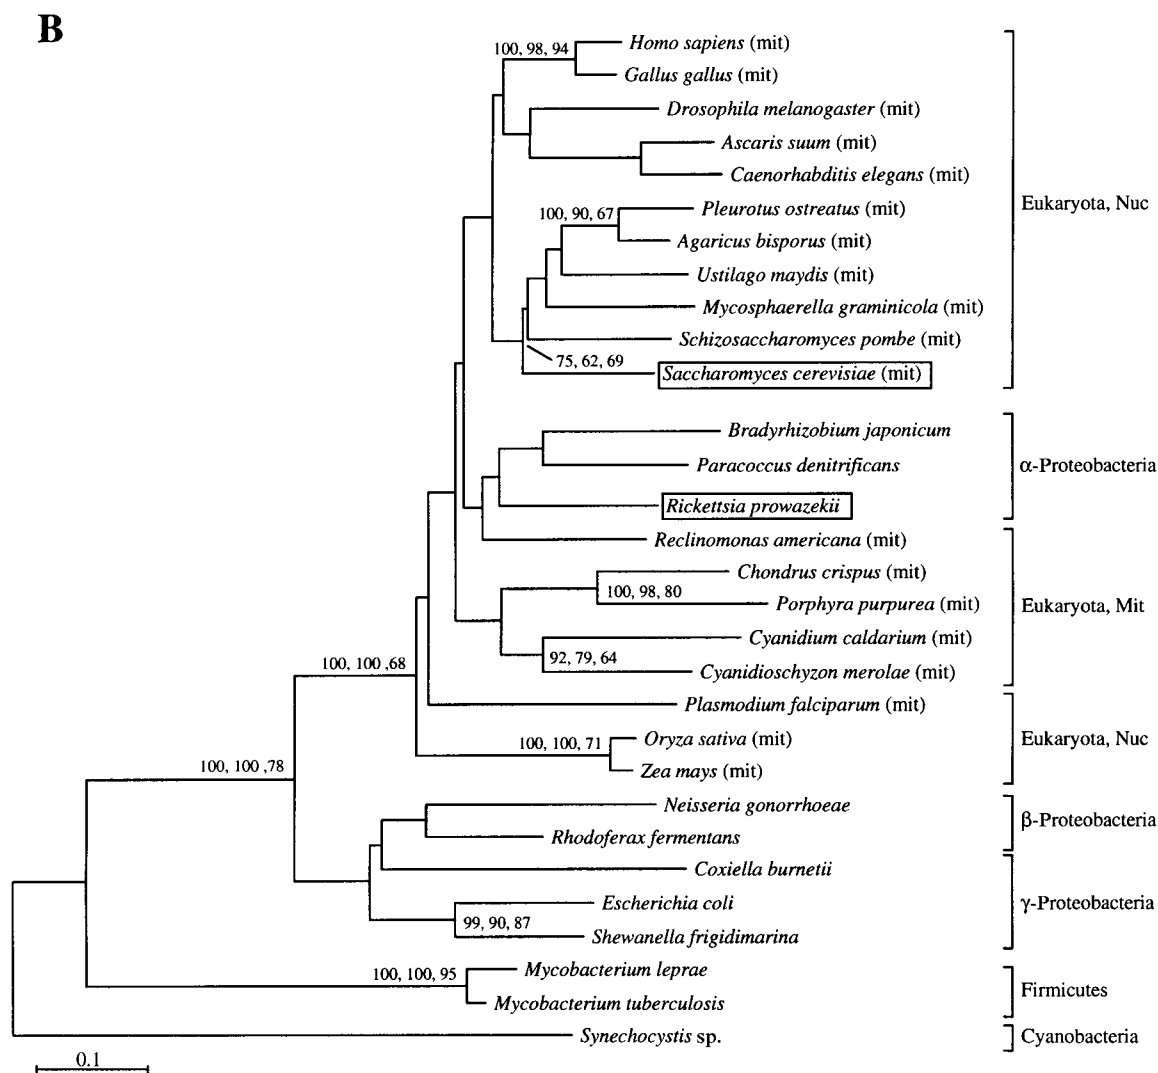 B
100, 98, 94
Homo sapiens (mit)
Gallus gallus (mit)
Drosophila melanogaster (mit)
Ascaris suum (mit)
Caenorhabditis elegans (mit)
Eukaryota, Nuc
100, 90, 67
Pleurotus ostreatus (mit)
Agaricus bisporus (mit)
Ustilago maydis (mit)
Mycosphaerella graminicola (mit)
Schizosaccharomyces pombe (mit)
75, 62, 69
Saccharomyces cerevisiae (mit)
Bradyrhizobium japonicum
Paracoccus denitrificans
α-Proteobacteria
Rickettsia prowazekii
Reclinomonas americana (mit)
Chondrus crispus (mit)
100, 98, 80
Porphyra purpurea (mit)
Eukaryota, Mit
Cyanidium caldarium (mit)
92, 79, 64
Cyanidioschyzon merolae (mit)
100, 100 ,68
Plasmodium falciparum (mit)
100, 100, 71
Oryza sativa (mit)
Eukaryota, Nuc
Zea mays (mit)
100, 100 ,78
Neisseria gonorrhoeae
β-Proteobacteria
Rhodoferax fermentans
Coxiella burnetii
Escherichia coli
γ-Proteobacteria
99, 90, 87
Shewanella frigidimarina
100, 100, 95
Mycobacterium leprae
Firmicutes
Mycobacterium tuberculosis
Synechocystis sp.
Cyanobacteria
0.1